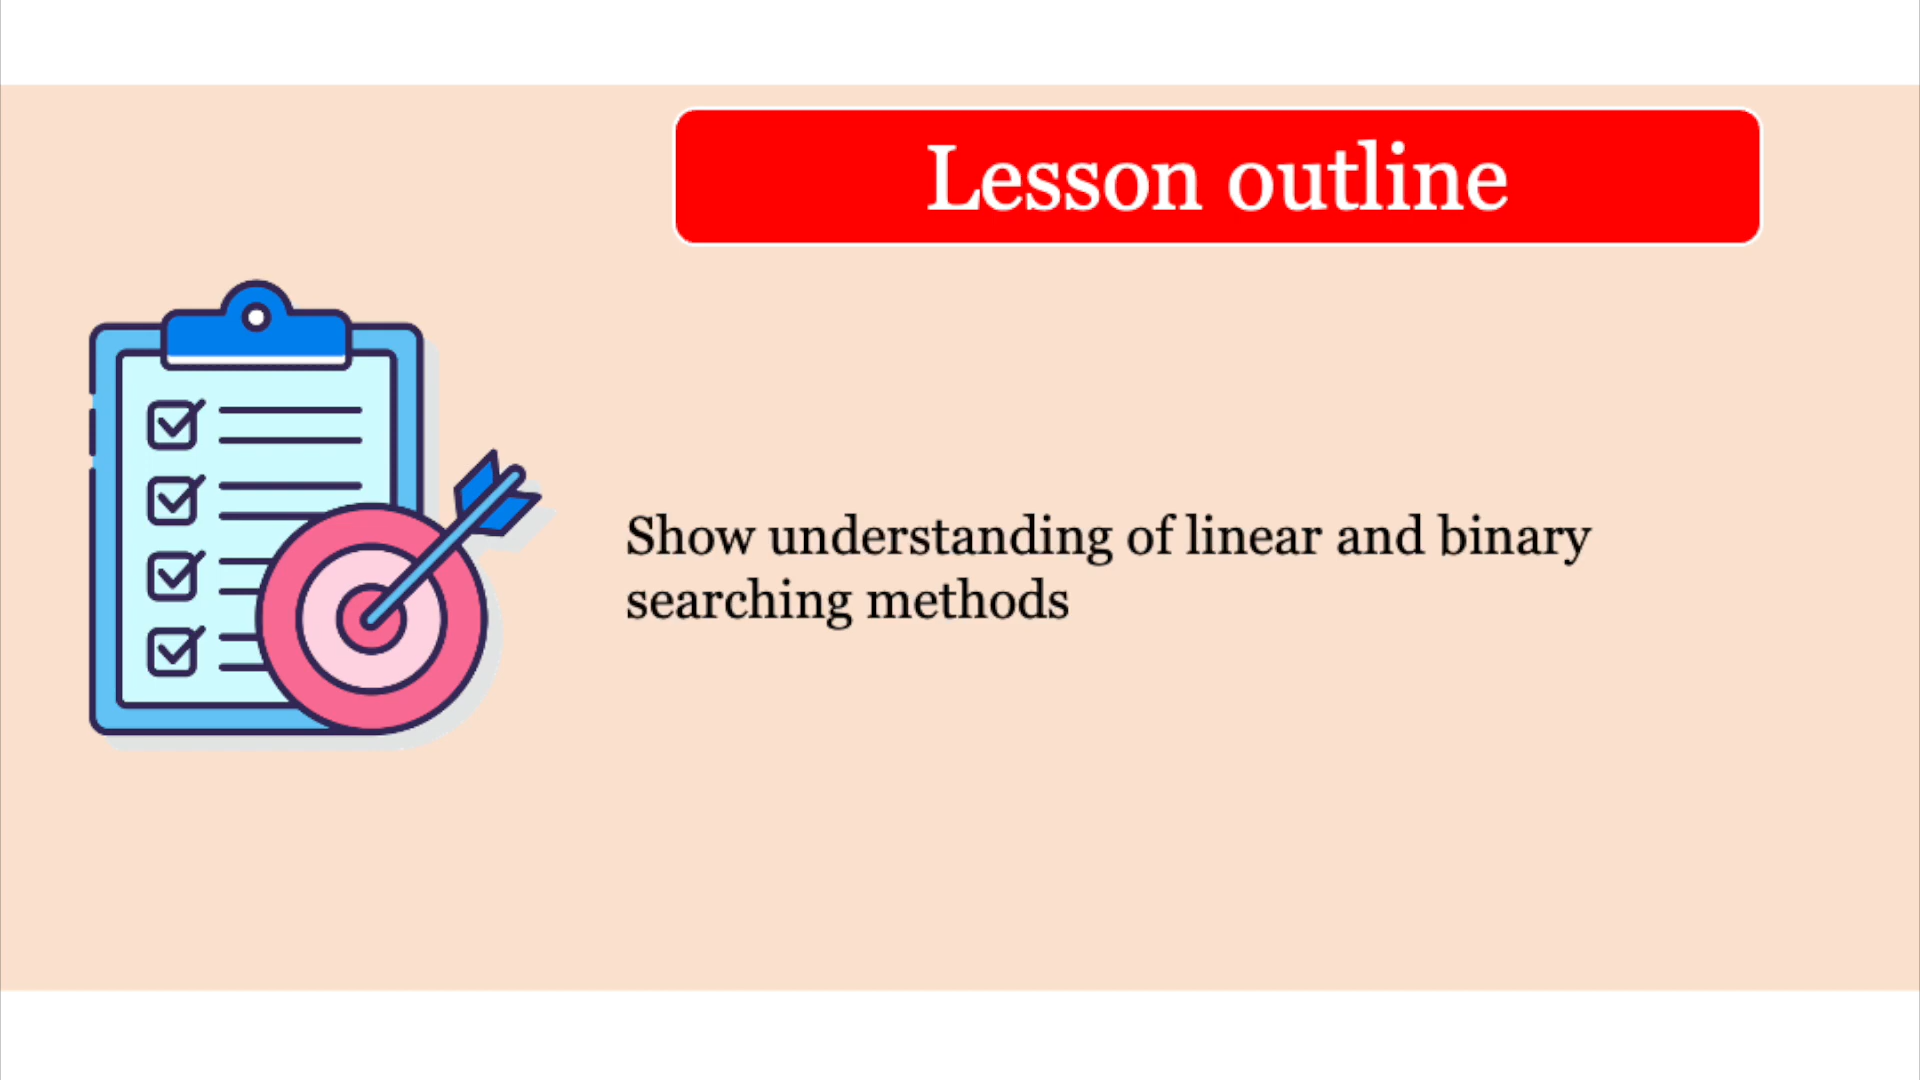 Lesson outline
Show understanding of linear and binary
searching methods